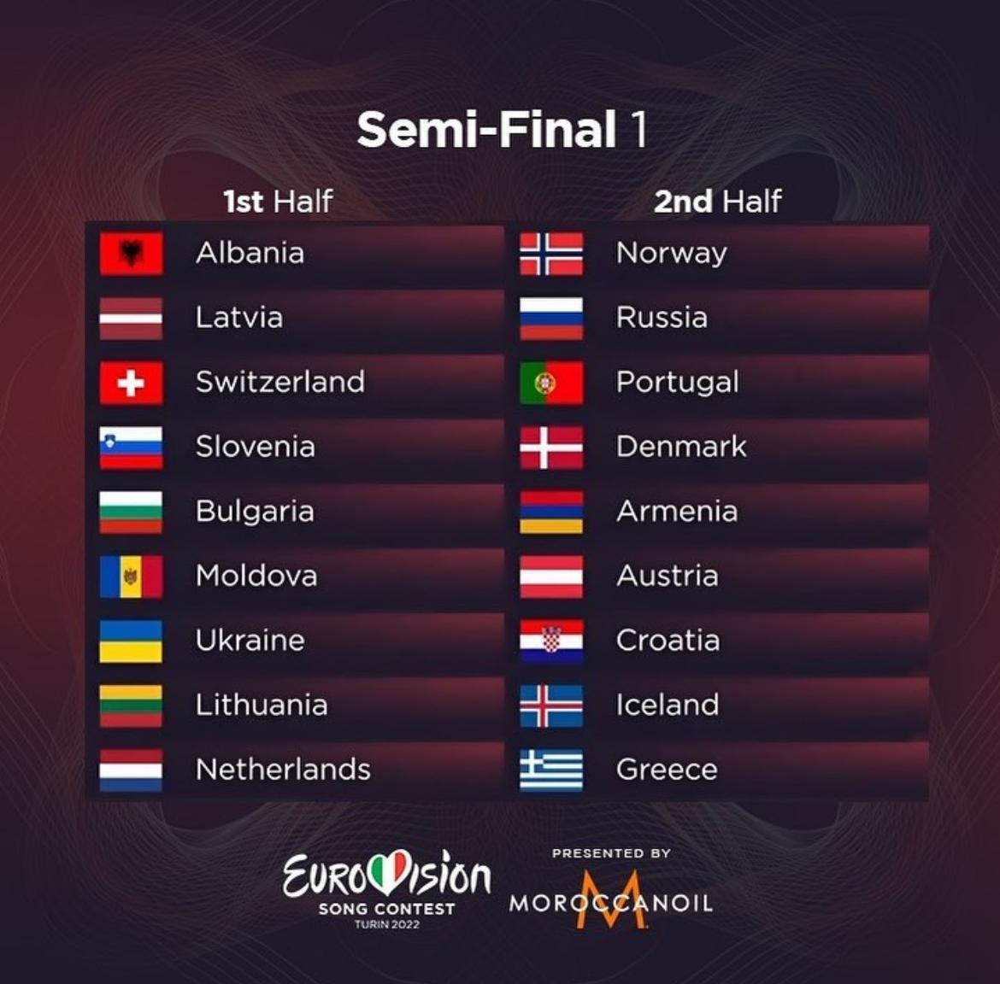 Semi-Final 1
1st Half
Albania
Latvia
Switzerland
Slovenia
Bulgaria
Moldova
Ukraine
Lithuania
Netherlands
2nd Half
Norway
Russia
Portugal
Denmark
Armenia
Austria
Croatia
Iceland
Greece
EUROVISION
SONG CONTEST
TURIN 2022
PRESENTED BY
M
MOROCCANOIL